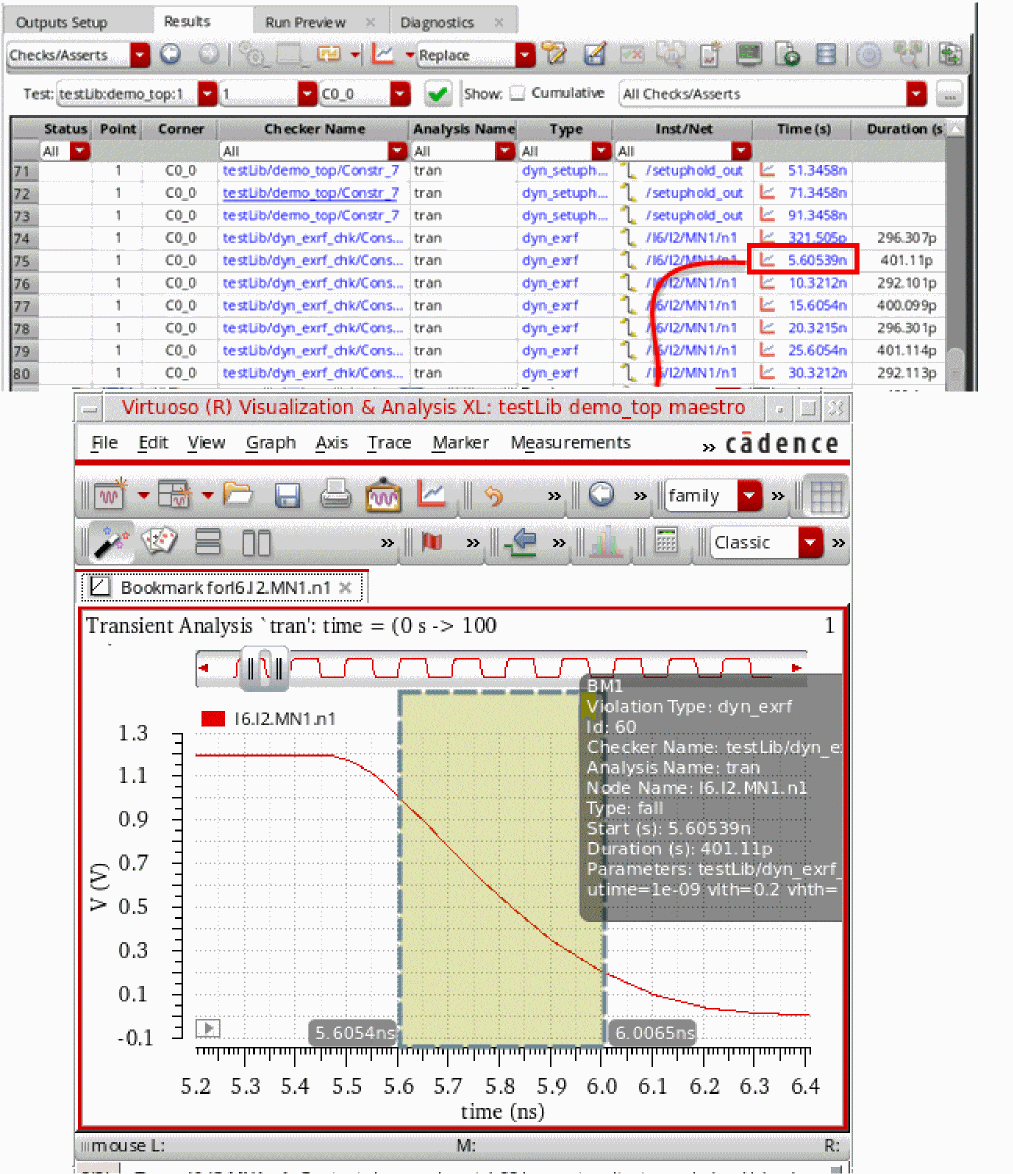 Outputs Setup Results Run Preview × Diagnostics ×
Checks/Asserts Replace
Test: testLib:demo_top:1 1 C0_0 Show: Cumulative All Checks/Asserts ...
Status Point Corner Checker Name Analysis Name Type Inst/Net Time (s) Duration (s
All All All All All
71 1 C0_0 testLib/demo_top/Constr_7 tran dyn_setuph... /setuphold_out 51.3458n
72 1 C0_0 testLib/demo_top/Constr_7 tran dyn_setuph... /setuphold_out 71.3458n
73 1 C0_0 testLib/demo_top/Constr_7 tran dyn_setuph... /setuphold_out 91.3458n
74 1 C0_0 testLib/dyn_exrf_chk/Cons... tran dyn_exrf /I6/I2/MN1/n1 321.505p 296.307p
75 1 C0_0 testLib/dyn_exrf_chk/Cons... tran dyn_exrf /I6/I2/MN1/n1 5.60539n 401.11p
76 1 C0_0 testLib/dyn_exrf_chk/Cons... tran dyn_exrf /I6/I2/MN1/n1 10.3212n 292.101p
77 1 C0_0 testLib/dyn_exrf_chk/Cons... tran dyn_exrf /I6/I2/MN1/n1 15.6054n 400.099p
78 1 C0_0 testLib/dyn_exrf_chk/Cons... tran dyn_exrf /I6/I2/MN1/n1 20.3215n 296.301p
79 1 C0_0 testLib/dyn_exrf_chk/Cons... tran dyn_exrf /I6/I2/MN1/n1 25.6054n 401.114p
80 1 C0_0 testLib/dyn_exrf_chk/Cons... tran dyn_exrf /I6/I2/MN1/n1 30.3212n 292.113p
Virtuoso (R) Visualization & Analysis XL: testLib demo_top maestro
File Edit View Graph Axis Trace Marker Measurements » cādence
» » family »
» » » Classic »
Bookmark forI6.I2.MN1.n1 ×
Transient Analysis `tran': time = (0 s -> 100 1
I6.I2.MN1.n1
BM1
Violation Type: dyn_exrf
Id: 60
Checker Name: testLib/dyn_e
Analysis Name: tran
Node Name: I6.I2.MN1.n1
Type: fall
Start (s): 5.60539n
Duration (s): 401.11p
Parameters: testLib/dyn_exrf_
utime=1e-09 vlth=0.2 vhth=
V (V)
1.3
1.1
0.9
0.7
0.5
0.3
0.1
-0.1
5.6054ns 6.0065ns
5.2 5.3 5.4 5.5 5.6 5.7 5.8 5.9 6.0 6.1 6.2 6.3 6.4
time (ns)
mouse L: M: R: